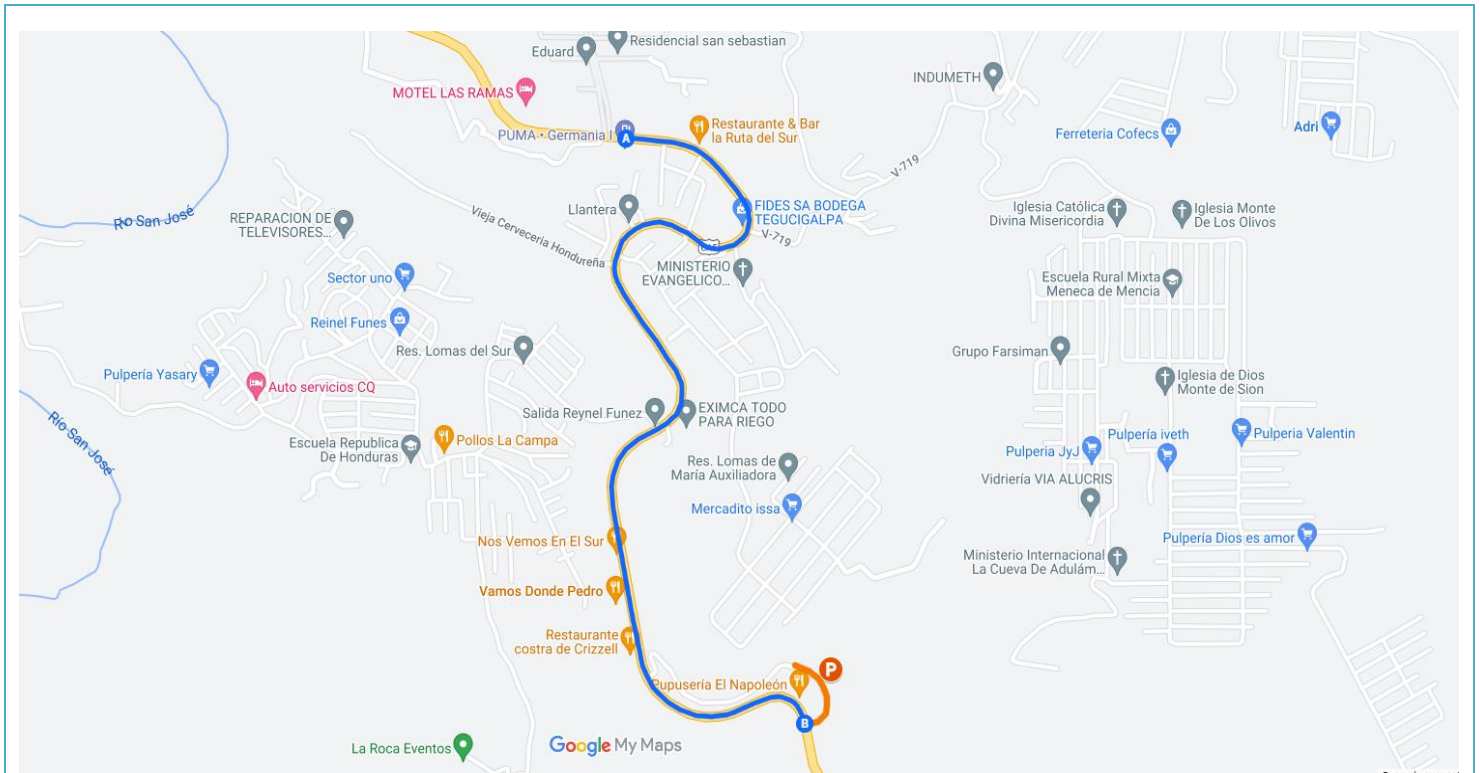 Eduard
Residencial san sebastian
MOTEL LAS RAMAS
INDUMETH
PUMA • Germania I
A
Restaurante & Bar
la Ruta del Sur
Ferreteria Cofecs
Adri
V-719
Río San José
REPARACION DE
TELEVISORES...
Llantera
Vieja Cerveceria Hondureña
FIDES SA BODEGA
TEGUCIGALPA
V-719
Iglesia Católica
Divina Misericordia
Iglesia Monte
De Los Olivos
MINISTERIO
EVANGELICO...
Sector uno
Escuela Rural Mixta
Meneca de Mencia
Reinel Funes
Res. Lomas del Sur
Grupo Farsiman
Pulpería Yasary
Auto servicios CQ
Iglesia de Dios
Monte de Sion
Salida Reynel Funez
EXIMCA TODO
PARA RIEGO
Río San José
Escuela Republica
De Honduras
Pollos La Campa
Pulperia JyJ
Pulpería iveth
Pulperia Valentin
Res. Lomas de
María Auxiliadora
Vidriería VIA ALUCRIS
Mercadito issa
Nos Vemos En El Sur
Pulpería Dios es amor
Ministerio Internacional
La Cueva De Adulám...
Vamos Donde Pedro
Restaurante
costra de Crizzell
P
Pupusería El Napoleón
B
La Roca Eventos
Google My Maps